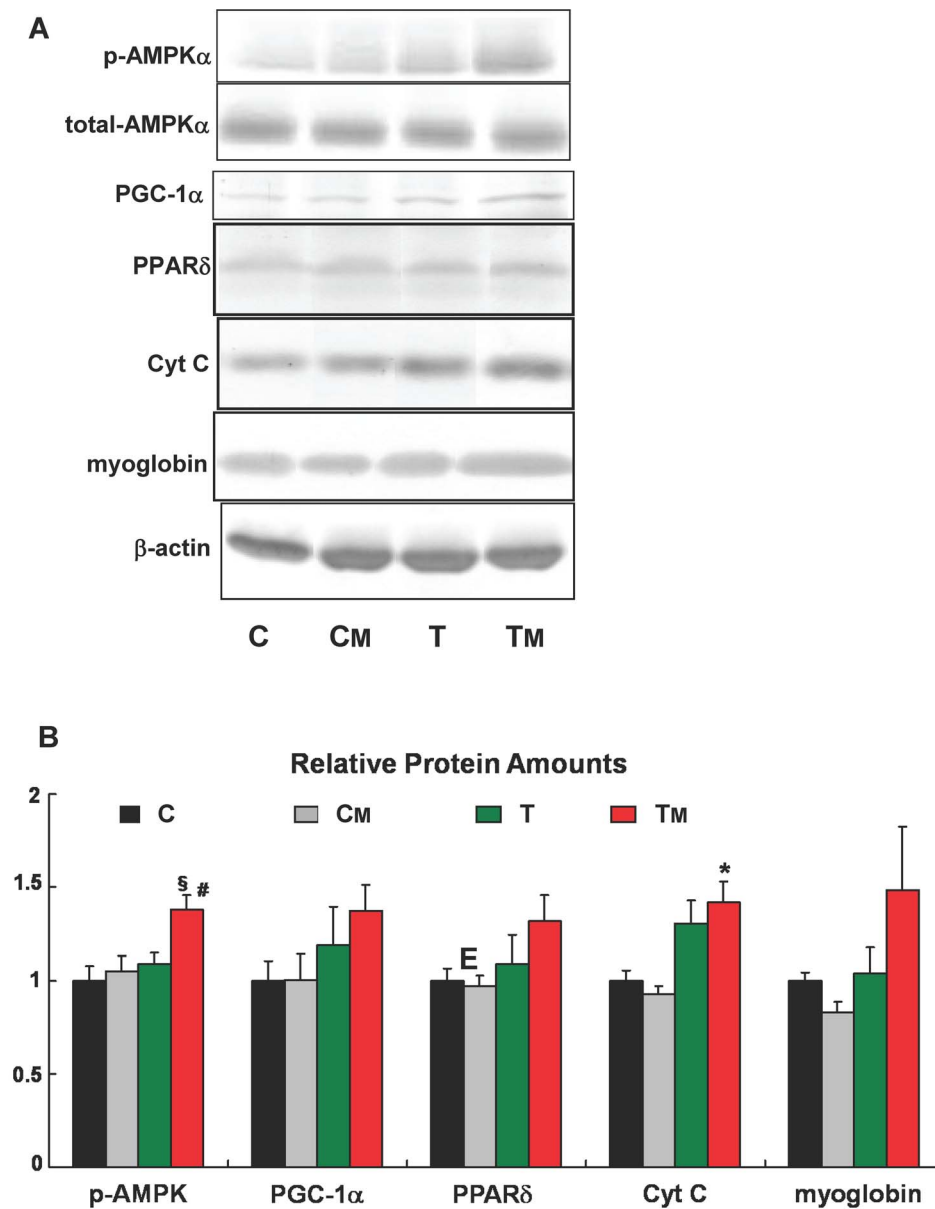 A
p-AMPKα
total-AMPKα
PGC-1α
PPARδ
Cyt C
myoglobin
β-actin
C CM T TM
B
Relative Protein Amounts
2
C CM T TM
1.5
§ #
*
E
1
0.5
0
p-AMPK PGC-1α PPARδ Cyt C myoglobin